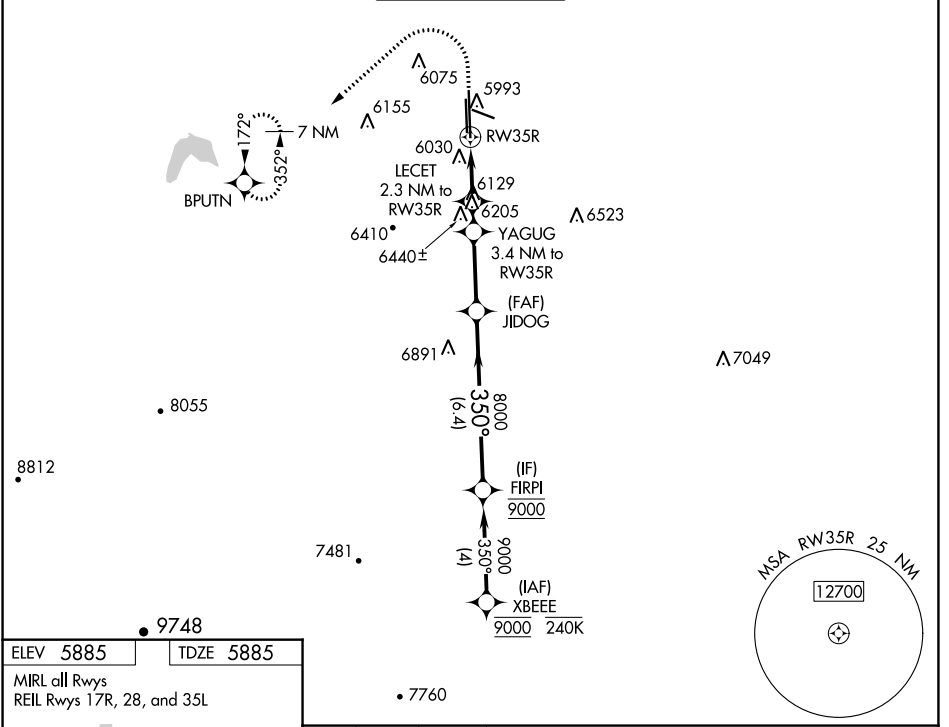 6075
5993
6155
172°
7 NM
352°
RW35R
6030
LECET
2.3 NM to
RW35R
6129
BPUTN
6205
6523
6410
6440±
YAGUG
3.4 NM to
RW35R
(FAF)
JIDOG
6891
7049
8000
350°
(6.4)
8055
8812
(IF)
FIRPI
9000
7481
9000
350°
(4)
(IAF)
XBEEE
9000 240K
MSA RW35R 25 NM
12700
9748
ELEV 5885
TDZE 5885
MIRL all Rwys
REIL Rwys 17R, 28, and 35L
7760